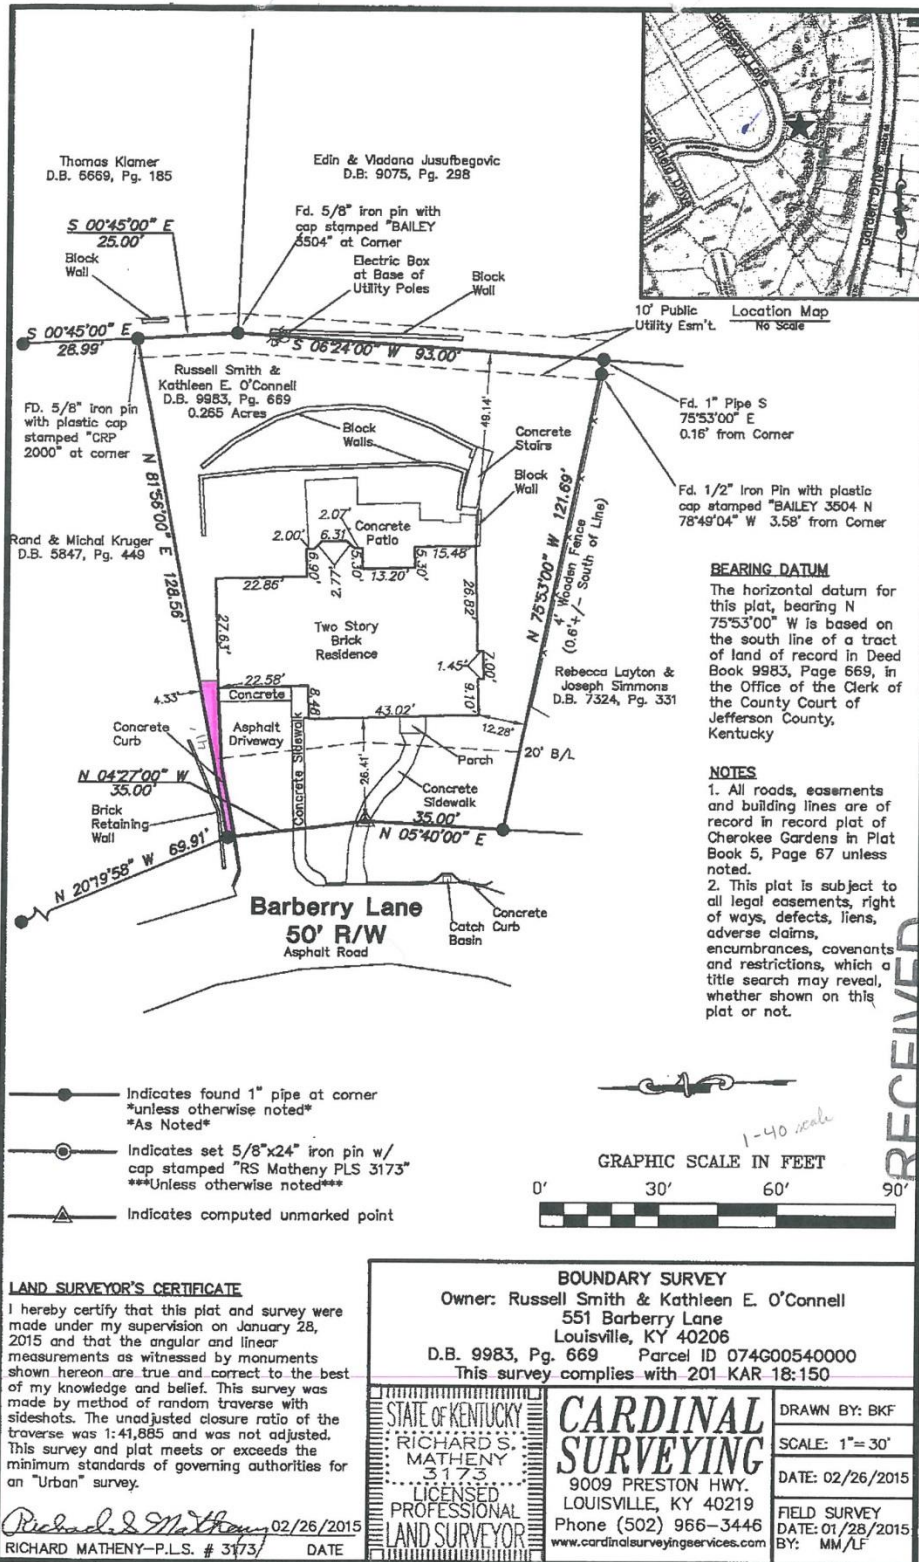 Barberry Lane
Fairfield Drive
Garden Drive
Location Map
No Scale
Thomas Klamer
D.B. 6669, Pg. 185
Edin & Vladana Jusufbegovic
D.B. 9075, Pg. 298
S 00°45'00" E
25.00'
Block
Wall
Fd. 5/8" iron pin with
cap stamped "BAILEY
3504" at Corner
Electric Box
at Base of
Utility Poles
Block
Wall
10' Public
Utility Esm't.
S 00°45'00" E
28.99'
S 06°24'00" W 93.00'
Russell Smith &
Kathleen E. O'Connell
D.B. 9983, Pg. 669
0.265 Acres
49.14'
Fd. 1" Pipe S
75°53'00" E
0.16' from Corner
FD. 5/8" iron pin
with plastic cap
stamped "CRP
2000" at corner
Block
Walls
Concrete
Stairs
Block
Wall
Fd. 1/2" Iron Pin with plastic
cap stamped "BAILEY 3504 N
78°49'04" W 3.58' from Corner
N 81°56'00" E 128.56'
N 75°53'00" W 121.69'
4' Wooden Fence
(0.6'+/- South of Line)
Rand & Michal Kruger
D.B. 5847, Pg. 449
2.07'
2.00'
6.31'
Concrete
Patio
6.90'
5.30'
2.77'
13.20'
5.30'
15.48'
22.86'
27.63'
26.82'
Two Story
Brick
Residence
1.45'
7.00'
9.10'
Rebecca Layton &
Joseph Simmons
D.B. 7324, Pg. 331
4.33'
22.58'
Concrete
8.48'
43.02'
12.28'
Concrete
Curb
Asphalt
Driveway
Concrete Sidewalk
26.41'
Porch
20' B/L
N 04°27'00" W
35.00'
Concrete
Sidewalk
Brick
Retaining
Wall
35.00'
N 05°40'00" E
N 20°19'58" W 69.91'
Barberry Lane
50' R/W
Asphalt Road
Catch
Basin
Concrete
Curb
BEARING DATUM
The horizontal datum for
this plat, bearing N
75°53'00" W is based on
the south line of a tract
of land of record in Deed
Book 9983, Page 669, in
the Office of the Clerk of
the County Court of
Jefferson County,
Kentucky
NOTES
1. All roads, easements
and building lines are of
record in record plat of
Cherokee Gardens in Plat
Book 5, Page 67 unless
noted.
2. This plat is subject to
all legal easements, right
of ways, defects, liens,
adverse claims,
encumbrances, covenants
and restrictions, which a
title search may reveal,
whether shown on this
plat or not.
RECEIVED
Indicates found 1" pipe at corner
*unless otherwise noted*
*As Noted*
Indicates set 5/8"x24" iron pin w/
cap stamped "RS Matheny PLS 3173"
***Unless otherwise noted***
Indicates computed unmarked point
1-40 scale
GRAPHIC SCALE IN FEET
0' 30' 60' 90'
LAND SURVEYOR'S CERTIFICATE
I hereby certify that this plat and survey were
made under my supervision on January 28,
2015 and that the angular and linear
measurements as witnessed by monuments
shown hereon are true and correct to the best
of my knowledge and belief. This survey was
made by method of random traverse with
sideshots. The unadjusted closure ratio of the
traverse was 1:41,885 and was not adjusted.
This survey and plat meets or exceeds the
minimum standards of governing authorities for
an "Urban" survey.
Richard S Matheny 02/26/2015
RICHARD MATHENY-P.L.S. # 3173 DATE
BOUNDARY SURVEY
Owner: Russell Smith & Kathleen E. O'Connell
551 Barberry Lane
Louisville, KY 40206
D.B. 9983, Pg. 669 Parcel ID 074G00540000
This survey complies with 201 KAR 18:150
STATE OF KENTUCKY
RICHARD S.
MATHENY
3173
LICENSED
PROFESSIONAL
LAND SURVEYOR
CARDINAL
SURVEYING
9009 PRESTON HWY.
LOUISVILLE, KY 40219
Phone (502) 966-3446
www.cardinalsurveyingservices.com
DRAWN BY: BKF
SCALE: 1"=30'
DATE: 02/26/2015
FIELD SURVEY
DATE: 01/28/2015
BY: MM/LF